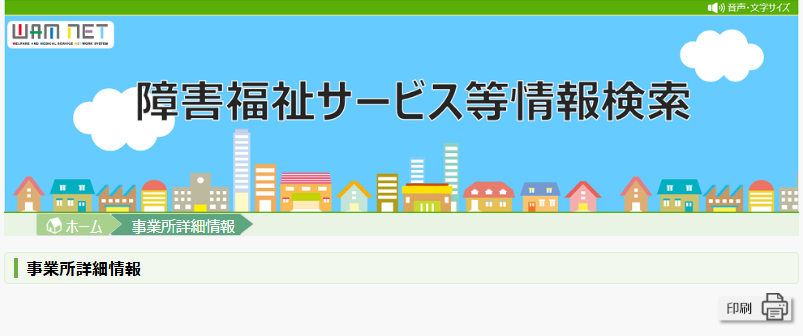 音声・文字サイズ
WAM NET
WELFARE AND MEDICAL SERVICE NETWORK SYSTEM
障害福祉サービス等情報検索
ホーム 事業所詳細情報
事業所詳細情報
印刷